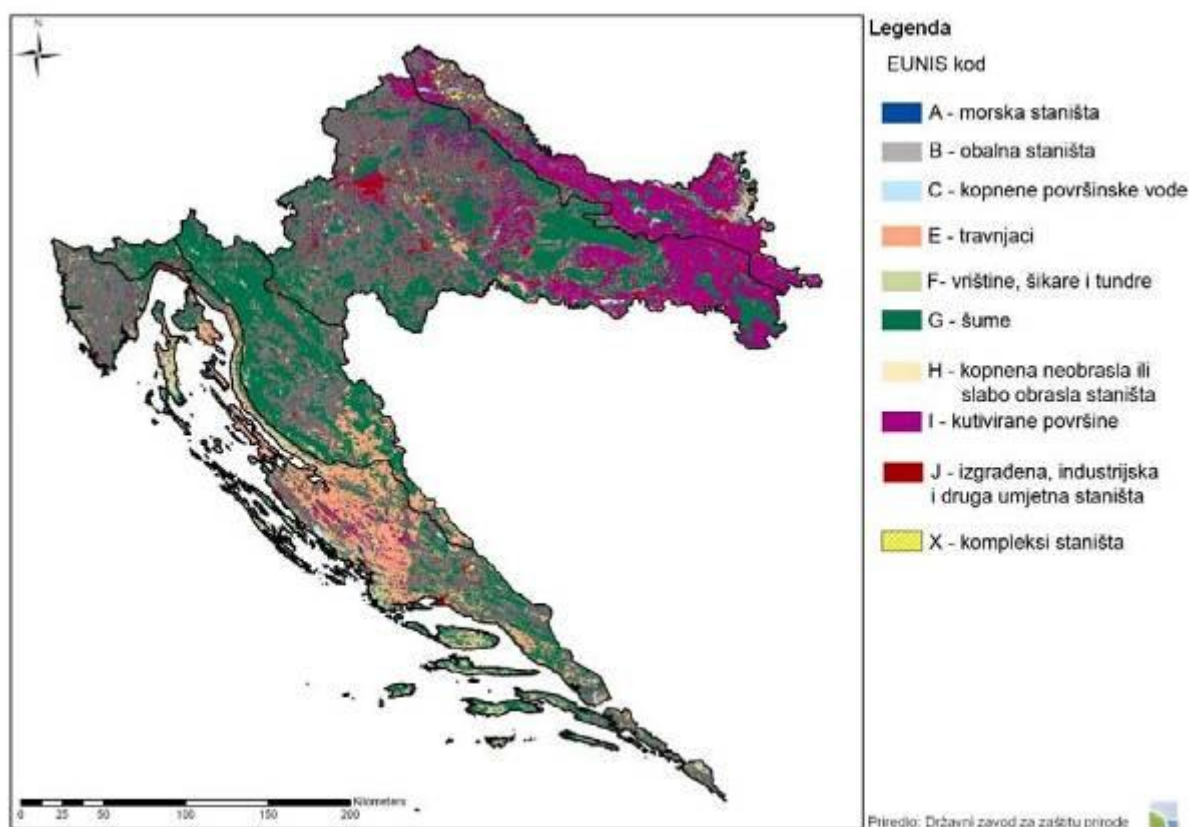 N
Legenda
EUNIS kod
A - morska staništa
B - obalna staništa
C - kopnene površinske vode
E - travnjaci
F- vrištine, šikare i tundre
G - šume
H - kopnena neobrasla ili
slabo obrasla staništa
I - kutivirane površine
J - izgrađena, industrijska
i druga umjetna staništa
X - kompleksi staništa
Kilometers
0 25 50 100 150 200
Priredio: Državni zavod za zaštitu prirode